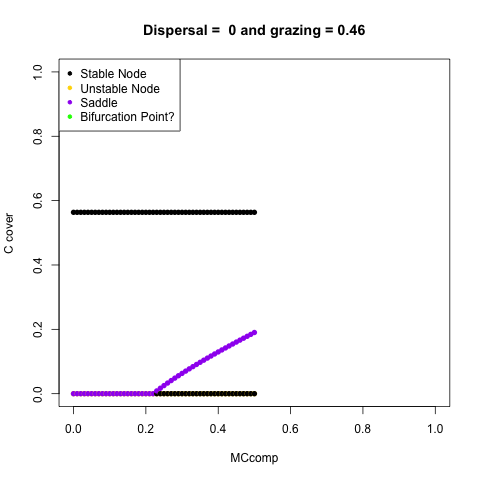 Dispersal =  0 and grazing = 0.46
Stable Node
Unstable Node
Saddle
Bifurcation Point?
1.0
0.8
0.6
0.4
0.2
0.0
C cover
0.0 0.2 0.4 0.6 0.8 1.0
MCcomp